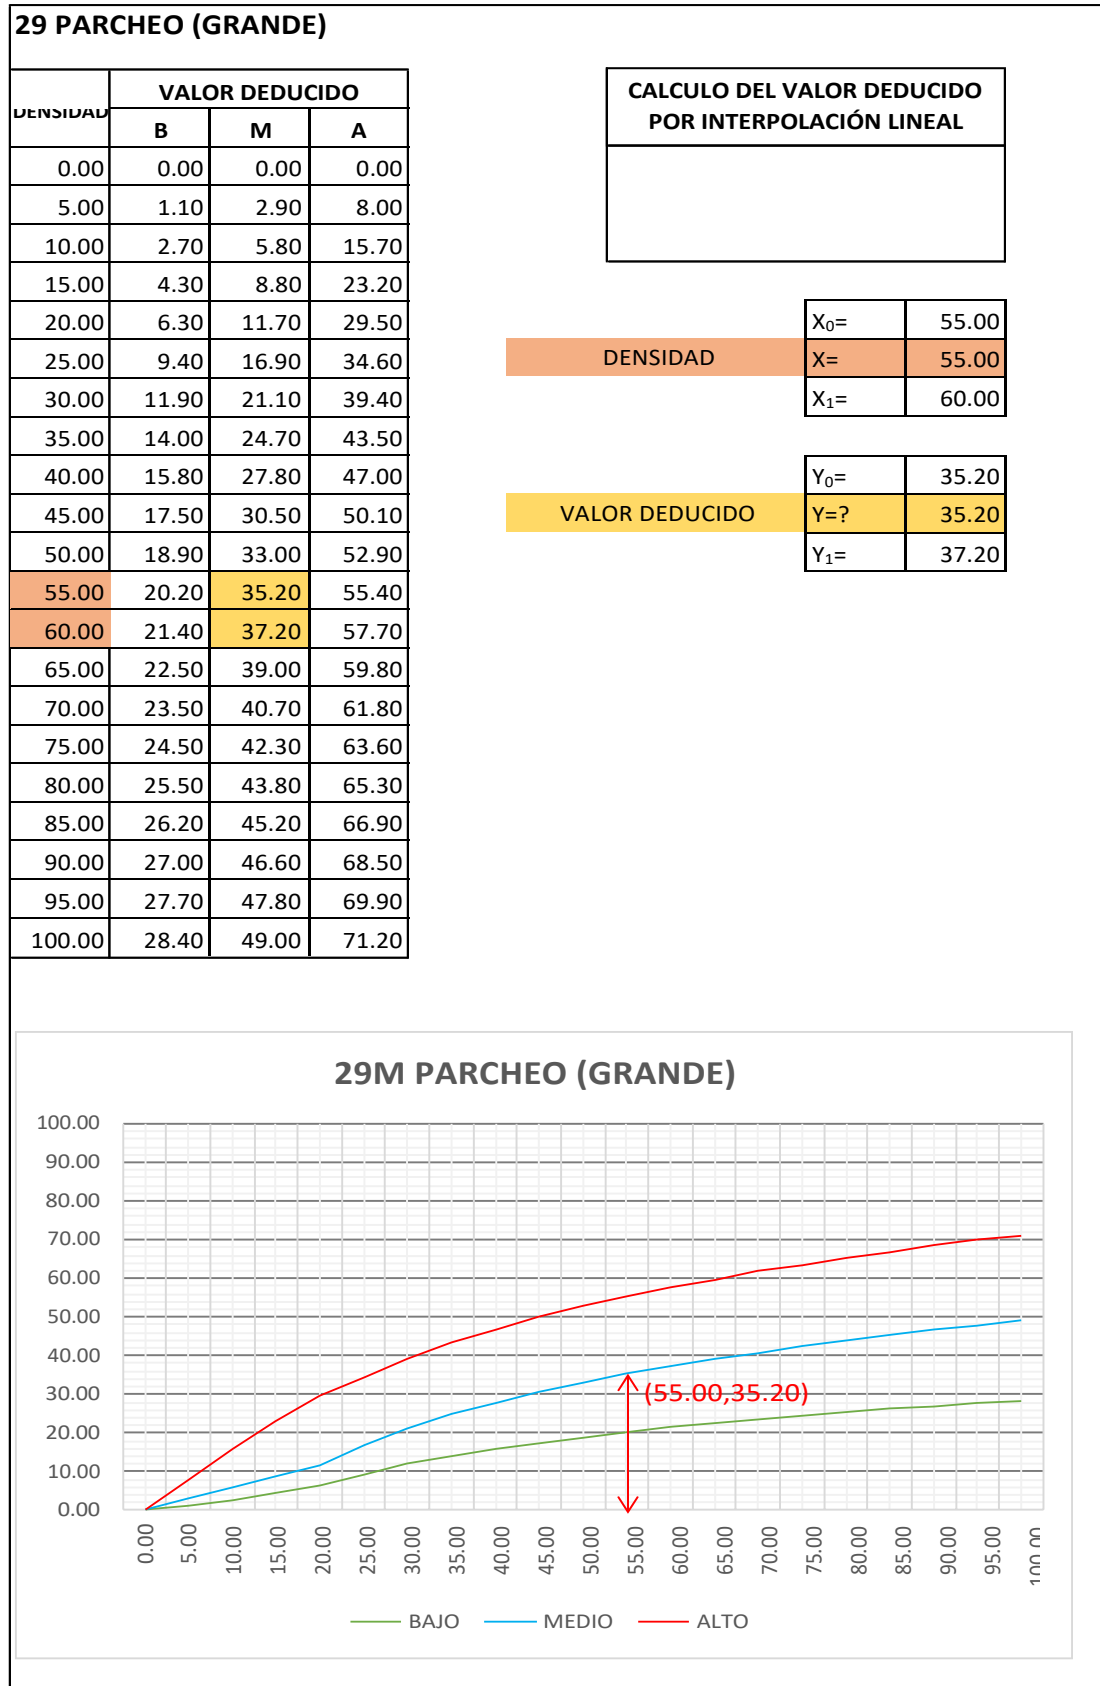 29 PARCHEO (GRANDE)
DENSIDAD VALOR DEDUCIDO
B M A
0.00 0.00 0.00 0.00
5.00 1.10 2.90 8.00
10.00 2.70 5.80 15.70
15.00 4.30 8.80 23.20
20.00 6.30 11.70 29.50
25.00 9.40 16.90 34.60
30.00 11.90 21.10 39.40
35.00 14.00 24.70 43.50
40.00 15.80 27.80 47.00
45.00 17.50 30.50 50.10
50.00 18.90 33.00 52.90
55.00 20.20 35.20 55.40
60.00 21.40 37.20 57.70
65.00 22.50 39.00 59.80
70.00 23.50 40.70 61.80
75.00 24.50 42.30 63.60
80.00 25.50 43.80 65.30
85.00 26.20 45.20 66.90
90.00 27.00 46.60 68.50
95.00 27.70 47.80 69.90
100.00 28.40 49.00 71.20
CALCULO DEL VALOR DEDUCIDO
POR INTERPOLACIÓN LINEAL
X₀= 55.00
DENSIDAD X= 55.00
X₁= 60.00
Y₀= 35.20
VALOR DEDUCIDO Y=? 35.20
Y₁= 37.20
29M PARCHEO (GRANDE)
100.00
90.00
80.00
70.00
60.00
50.00
40.00
30.00
20.00
10.00
0.00
(55.00,35.20)
0.00 5.00 10.00 15.00 20.00 25.00 30.00 35.00 40.00 45.00 50.00 55.00 60.00 65.00 70.00 75.00 80.00 85.00 90.00 95.00 100.00
BAJO MEDIO ALTO